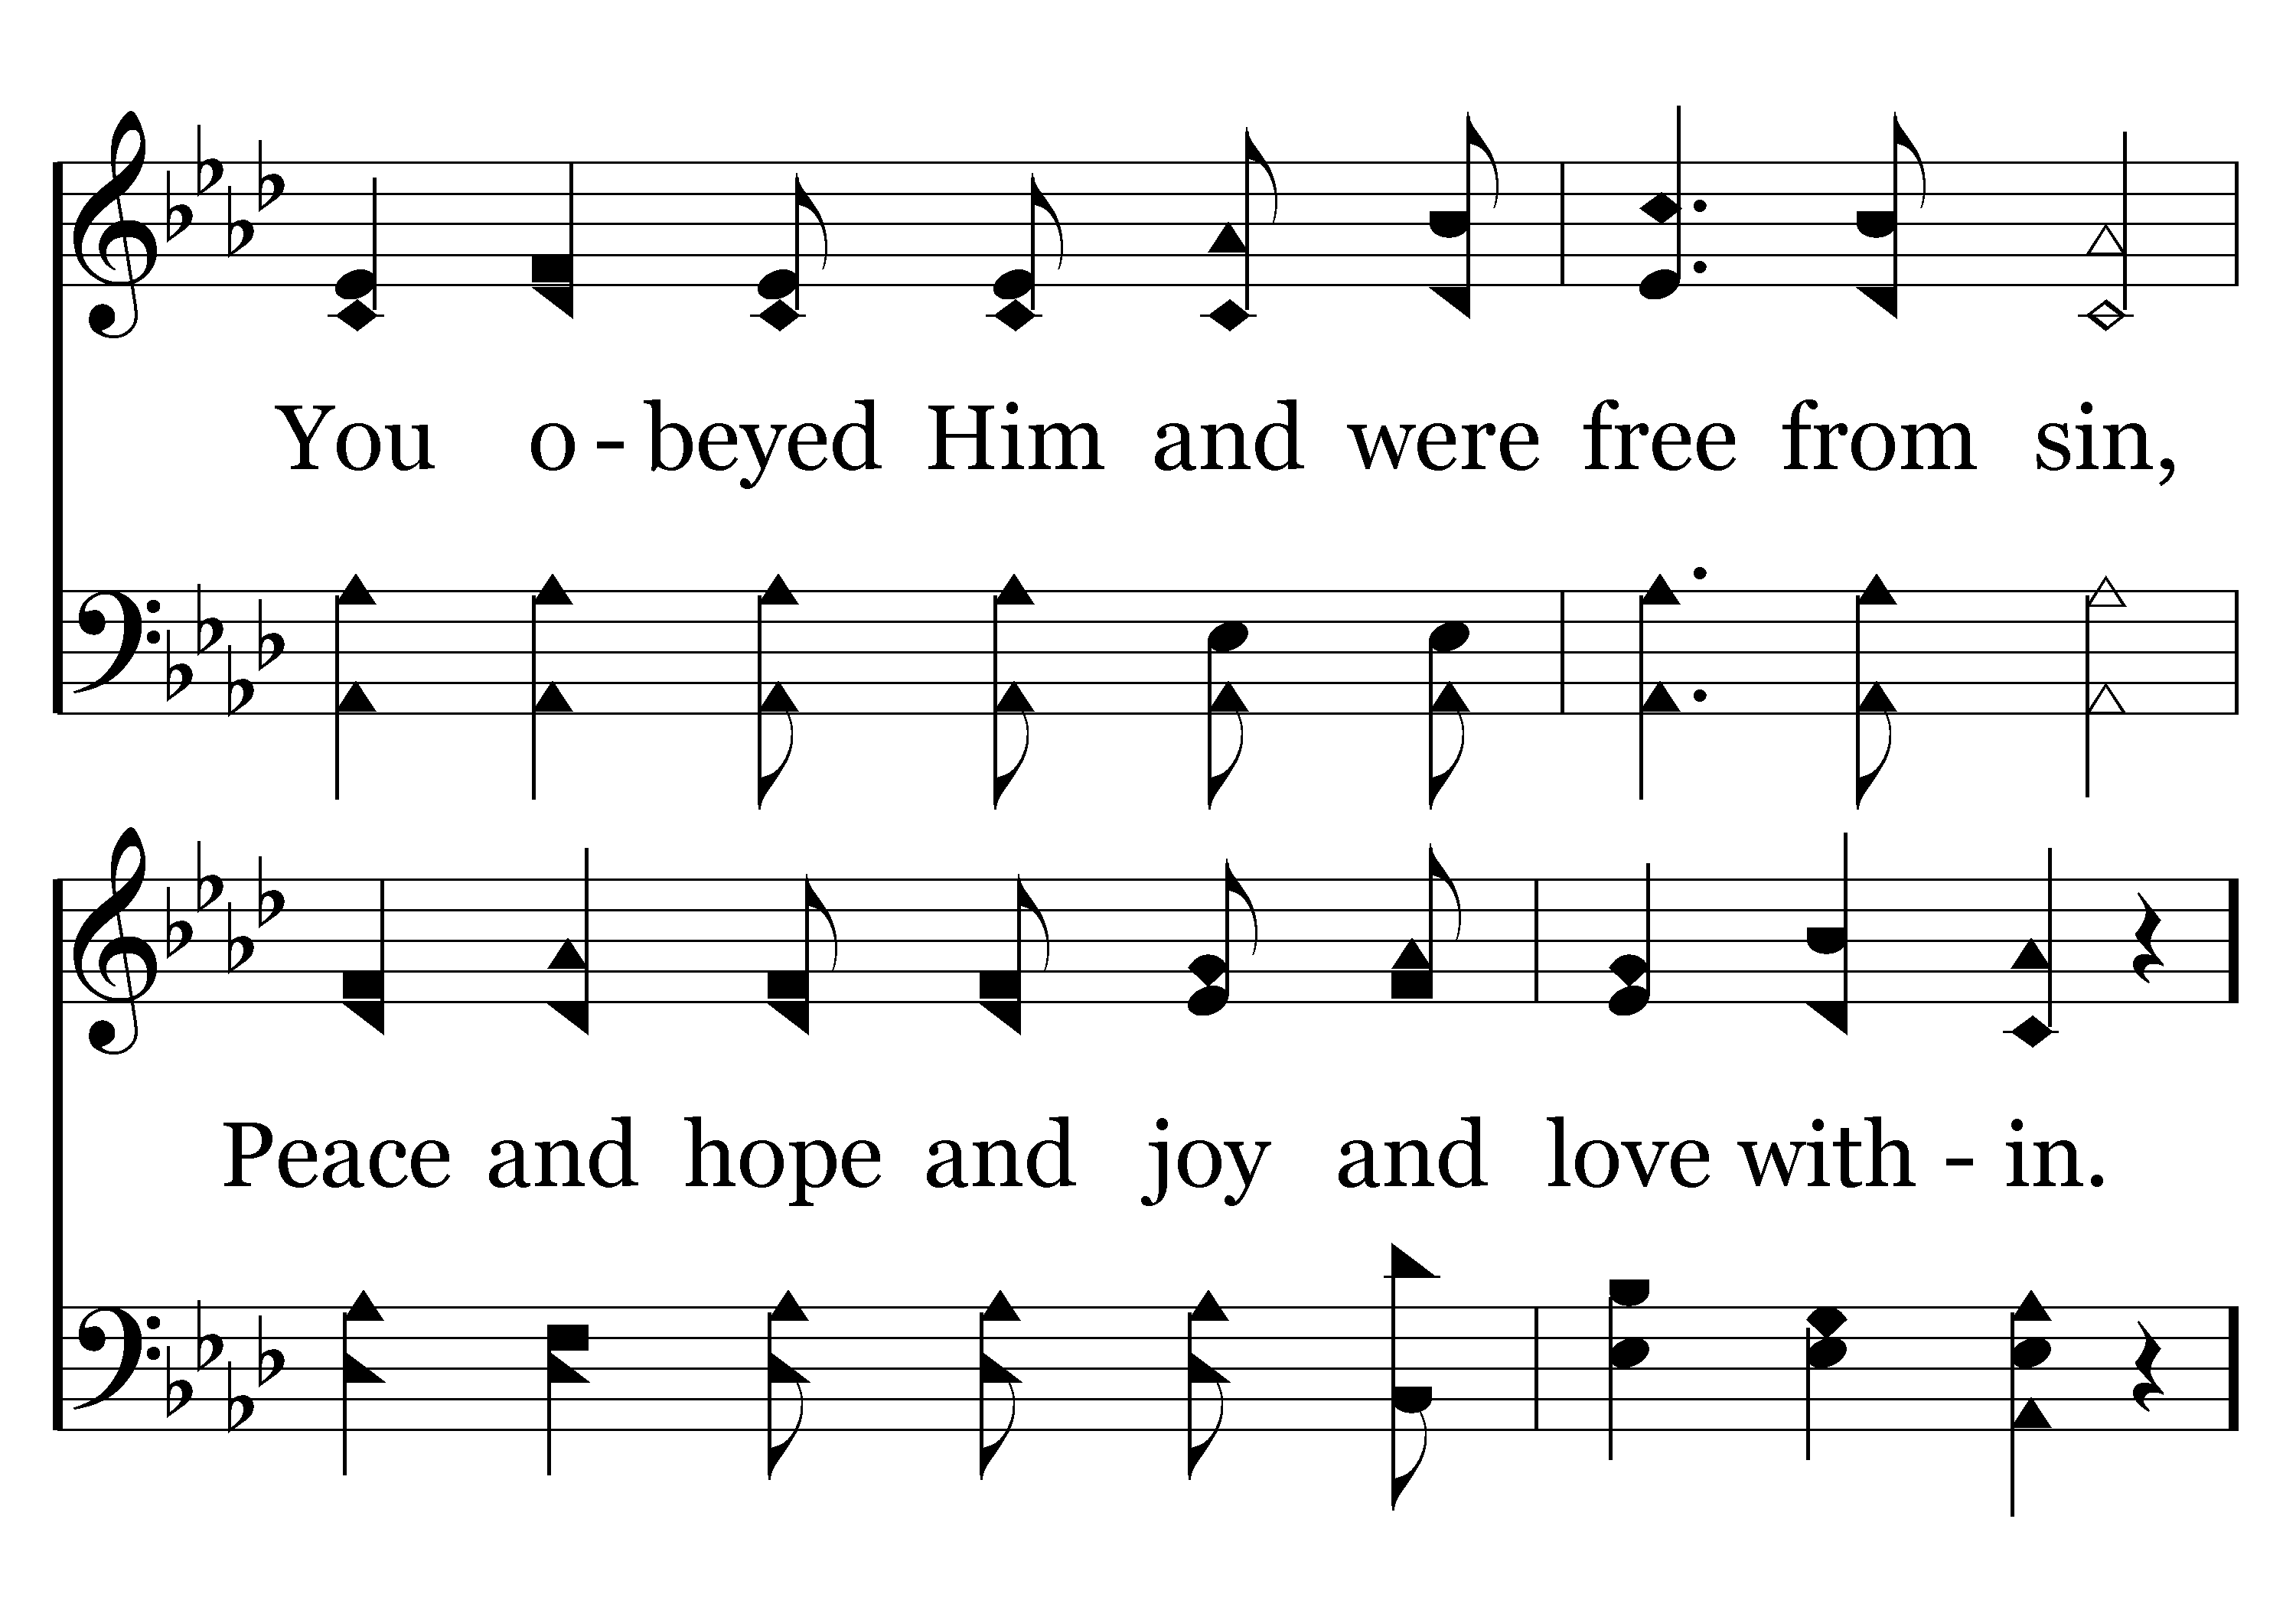 You o - beyed Him and were free from sin,
Peace and hope and joy and love with - in.